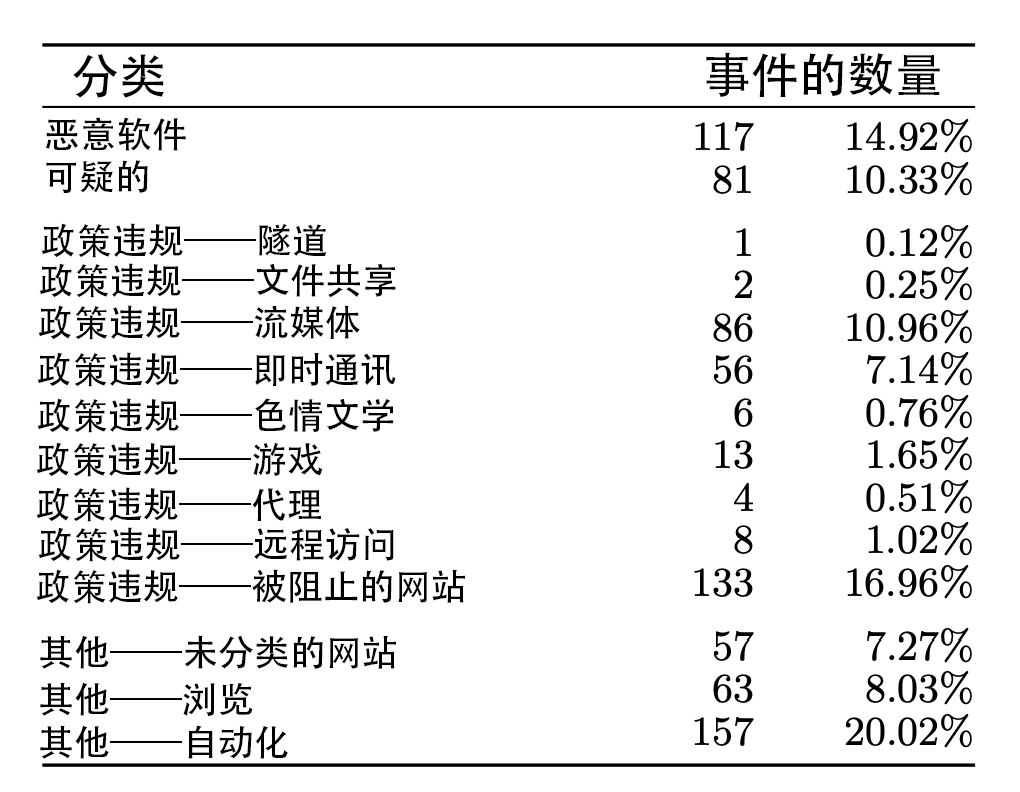 分类 事件的数量
恶意软件 117 14.92%
可疑的 81 10.33%
政策违规——隧道 1 0.12%
政策违规——文件共享 2 0.25%
政策违规——流媒体 86 10.96%
政策违规——即时通讯 56 7.14%
政策违规——色情文学 6 0.76%
政策违规——游戏 13 1.65%
政策违规——代理 4 0.51%
政策违规——远程访问 8 1.02%
政策违规——被阻止的网站 133 16.96%
其他——未分类的网站 57 7.27%
其他——浏览 63 8.03%
其他——自动化 157 20.02%